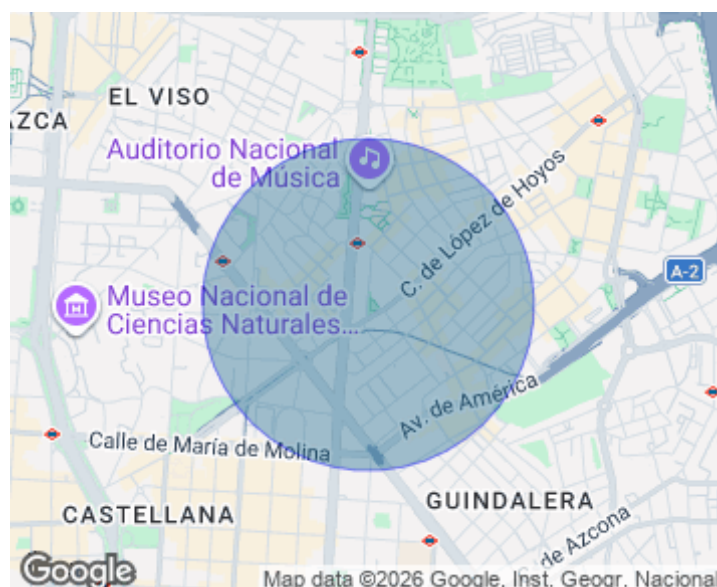 EL VISO
AZCA
Auditorio Nacional
de Música
C. de López de Hoyos
A-2
Museo Nacional de
Ciencias Naturales...
Av. de América
Calle de María de Molina
GUINDALERA
CASTELLANA
de Azcona
Google
Map data ©2026 Google, Inst. Geogr. Nacional